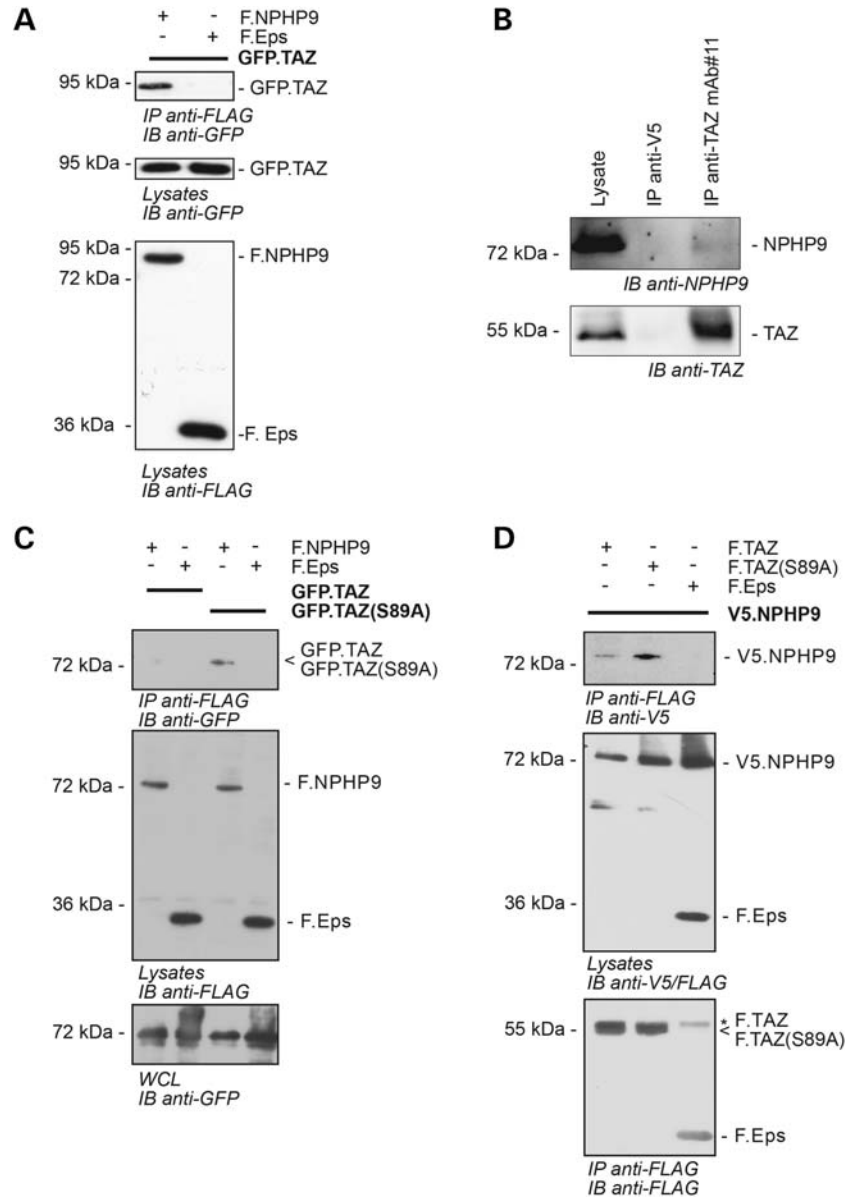 A
+ - F.NPHP9
- + F.Eps
GFP.TAZ
95 kDa - - GFP.TAZ
IP anti-FLAG
IB anti-GFP
95 kDa - - GFP.TAZ
Lysates
IB anti-GFP
95 kDa - - F.NPHP9
72 kDa -
36 kDa - -F. Eps
Lysates
IB anti-FLAG
B
Lysate
IP anti-V5
IP anti-TAZ mAb#11
72 kDa - - NPHP9
IB anti-NPHP9
55 kDa - - TAZ
IB anti-TAZ
C
+ - + - F.NPHP9
- + - + F.Eps
GFP.TAZ
GFP.TAZ(S89A)
72 kDa - < GFP.TAZ
GFP.TAZ(S89A)
IP anti-FLAG
IB anti-GFP
72 kDa - - F.NPHP9
36 kDa - - F.Eps
Lysates
IB anti-FLAG
72 kDa -
WCL
IB anti-GFP
D
+ - - F.TAZ
- + - F.TAZ(S89A)
- - + F.Eps
V5.NPHP9
72 kDa - - V5.NPHP9
IP anti-FLAG
IB anti-V5
72 kDa - - V5.NPHP9
36 kDa - - F.Eps
Lysates
IB anti-V5/FLAG
55 kDa - * F.TAZ
< F.TAZ(S89A)
- F.Eps
IP anti-FLAG
IB anti-FLAG